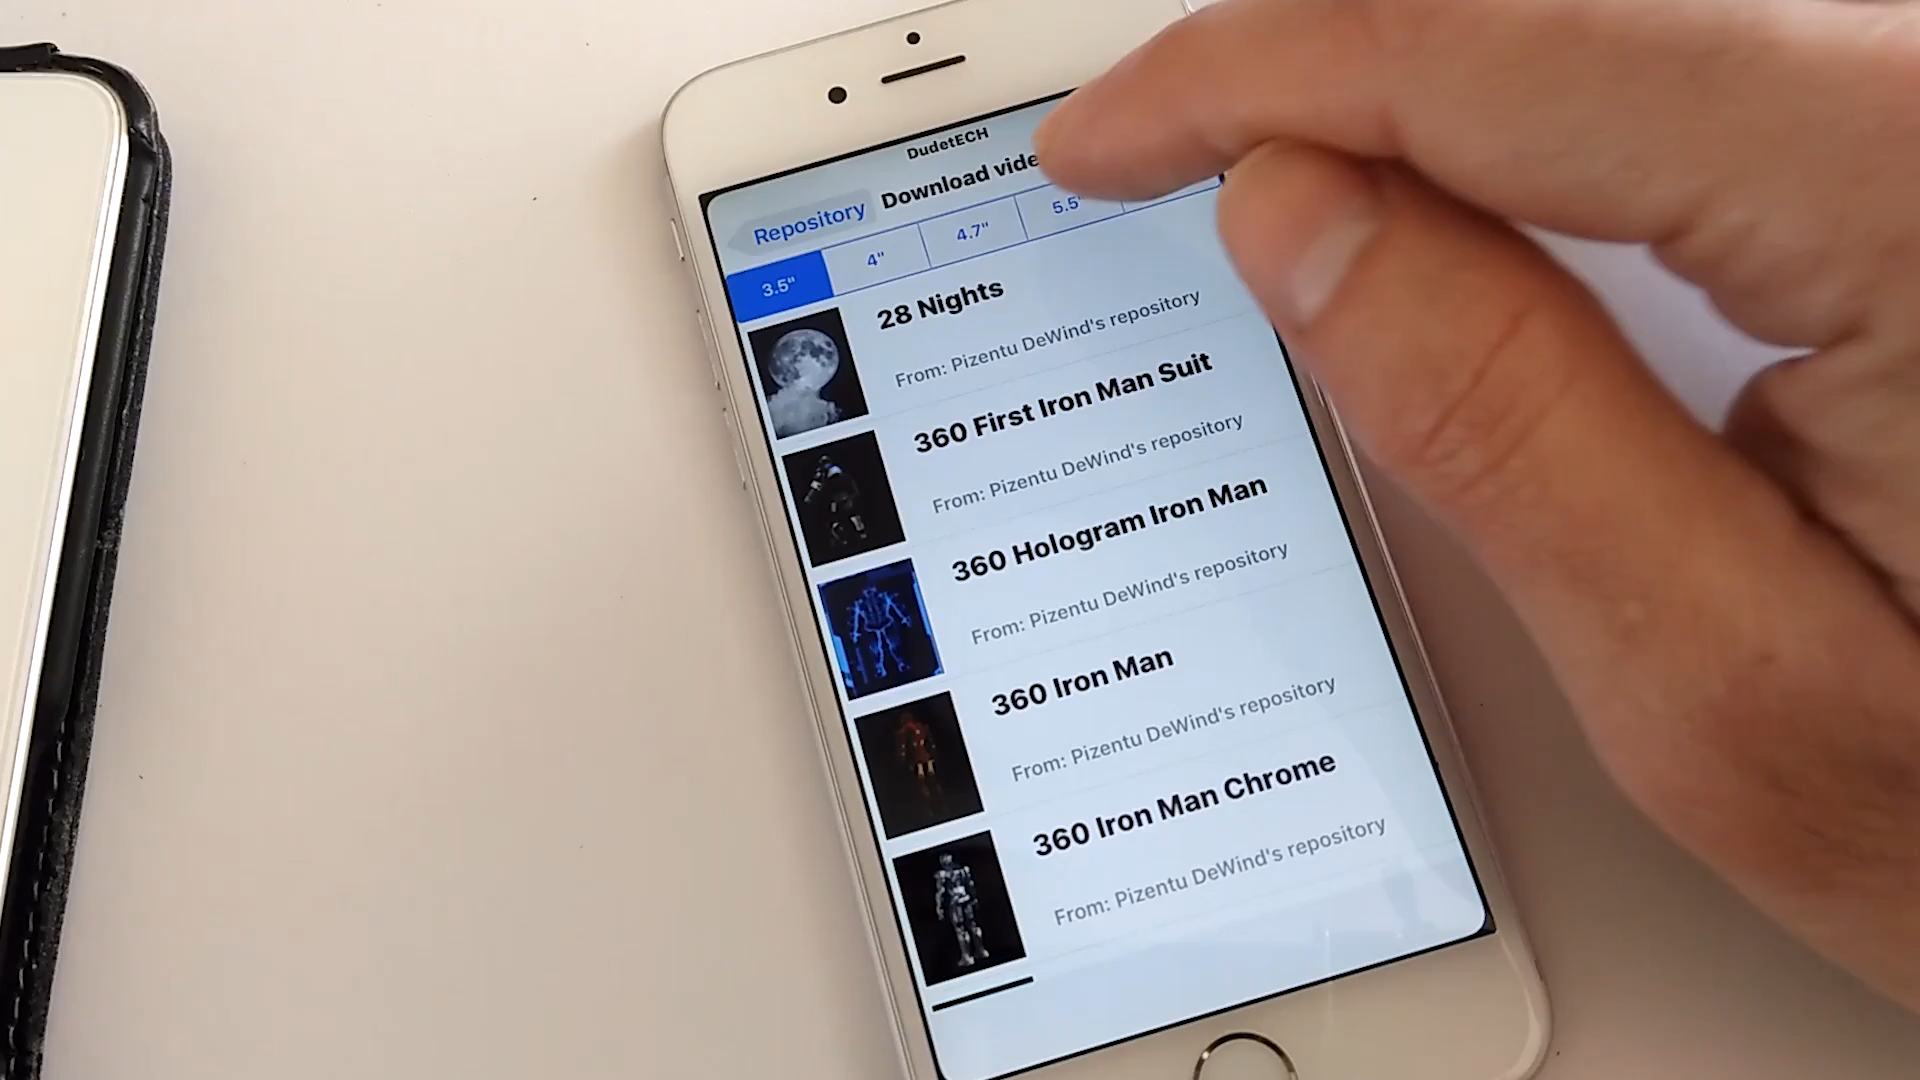 DudetECH
Repository
Download vide
3.5" 4" 4.7" 5.5"
28 Nights
From: Pizentu DeWind's repository
360 First Iron Man Suit
From: Pizentu DeWind's repository
360 Hologram Iron Man
From: Pizentu DeWind's repository
360 Iron Man
From: Pizentu DeWind's repository
360 Iron Man Chrome
From: Pizentu DeWind's repository